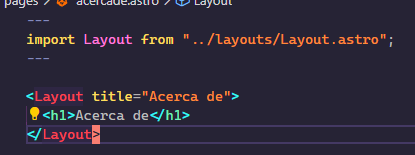 pages > acercade.astro > Layout
---
import Layout from "../layouts/Layout.astro";
---
<Layout title="Acerca de">
<h1>Acerca de</h1>
</Layout>